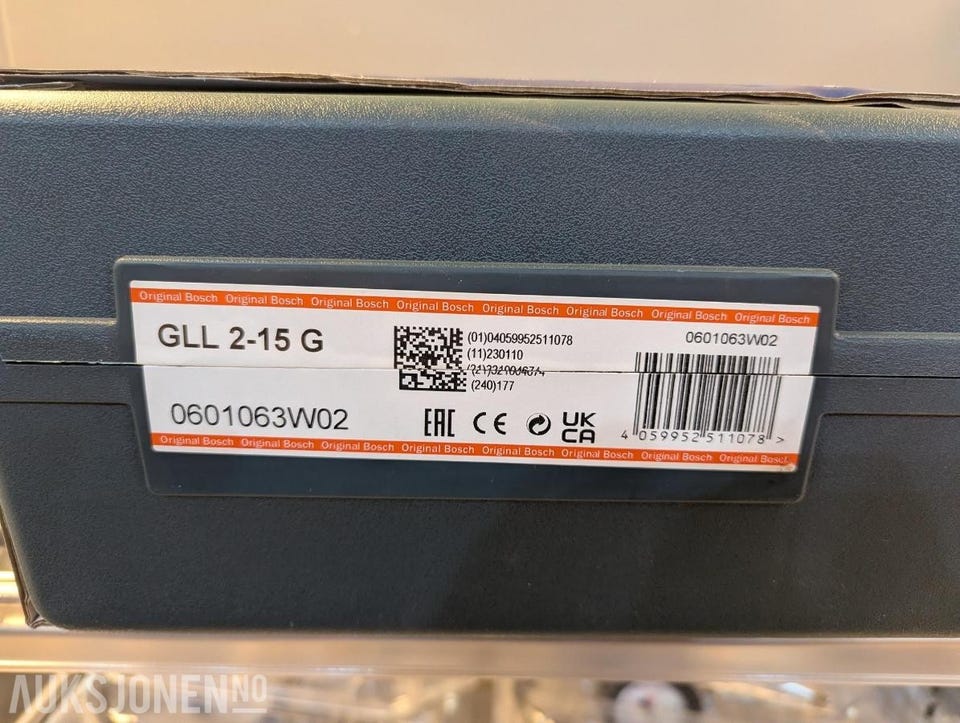 Original Bosch Original Bosch Original Bosch Original Bosch Original Bosch Original Bosch Original Bosch Original Bosch
GLL 2-15 G
(01)04059952511078
(11)230110
(240)177
0601063W02
0601063W02
EAC CE UK CA
4 059952 511078 >
Original Bosch Original Bosch Original Bosch Original Bosch Original Bosch Original Bosch Original Bosch Original Bosch
AUKSJONEN.NO